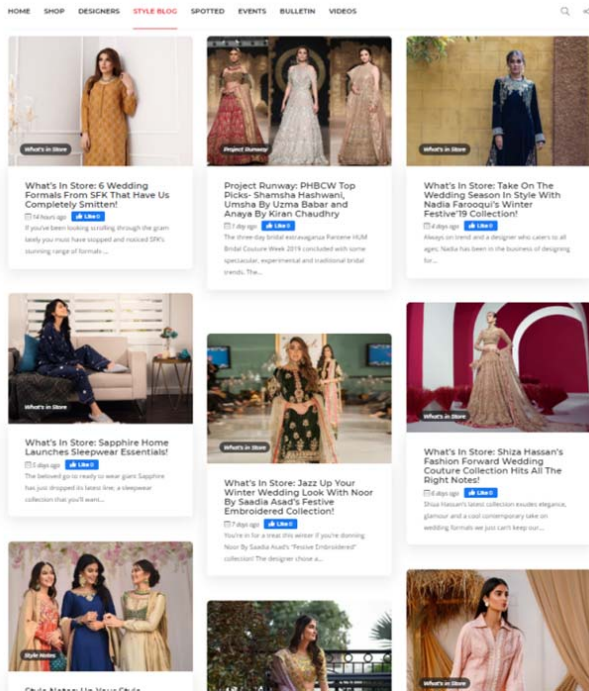 HOME SHOP DESIGNERS STYLE BLOG SPOTTED EVENTS BULLETIN VIDEOS
What's in Store
What's In Store: 6 Wedding
Formals From SFK That Have Us
Completely Smitten!
14 hours ago Like 0
If you've been looking scrolling through the gram
lately you must have stopped and noticed SFK's
stunning range of formals ...
What's in Store
What's In Store: Sapphire Home
Launches Sleepwear Essentials!
5 days ago Like 0
The beloved go-to ready to wear giant Sapphire
has just dropped its latest line; a sleepwear
collection that you'll want...
Style Notes
Style Notes: Up Your Style
Project Runway
Project Runway: PHBCW Top
Picks- Shamsha Hashwani,
Umsha By Uzma Babar and
Anaya By Kiran Chaudhry
1 day ago Like 0
The three day bridal extravaganza Pantene HUM
Bridal Couture Week 2019 concluded with some
spectacular, experimental and traditional bridal
trends. The...
What's in Store
What's In Store: Jazz Up Your
Winter Wedding Look With Noor
By Saadia Asad's Festive
Embroidered Collection!
7 days ago Like 0
You're in for a treat this winter if you're donning
Noor By Saadia Asad's "Festive Embroidered"
collection! The designer chose a...
What's in Store
What's In Store: Take On The
Wedding Season In Style With
Nadia Farooqui's Winter
Festive'19 Collection!
4 days ago Like 0
Always on trend and a designer who caters to all
ages, Nadia has been in the business of designing
for...
What's in Store
What's In Store: Shiza Hassan's
Fashion Forward Wedding
Couture Collection Hits All The
Right Notes!
6 days ago Like 0
Shiza Hassan's latest collection exudes elegance,
glamour and a cool contemporary take on
wedding formals we just can't keep our...
What's in Store